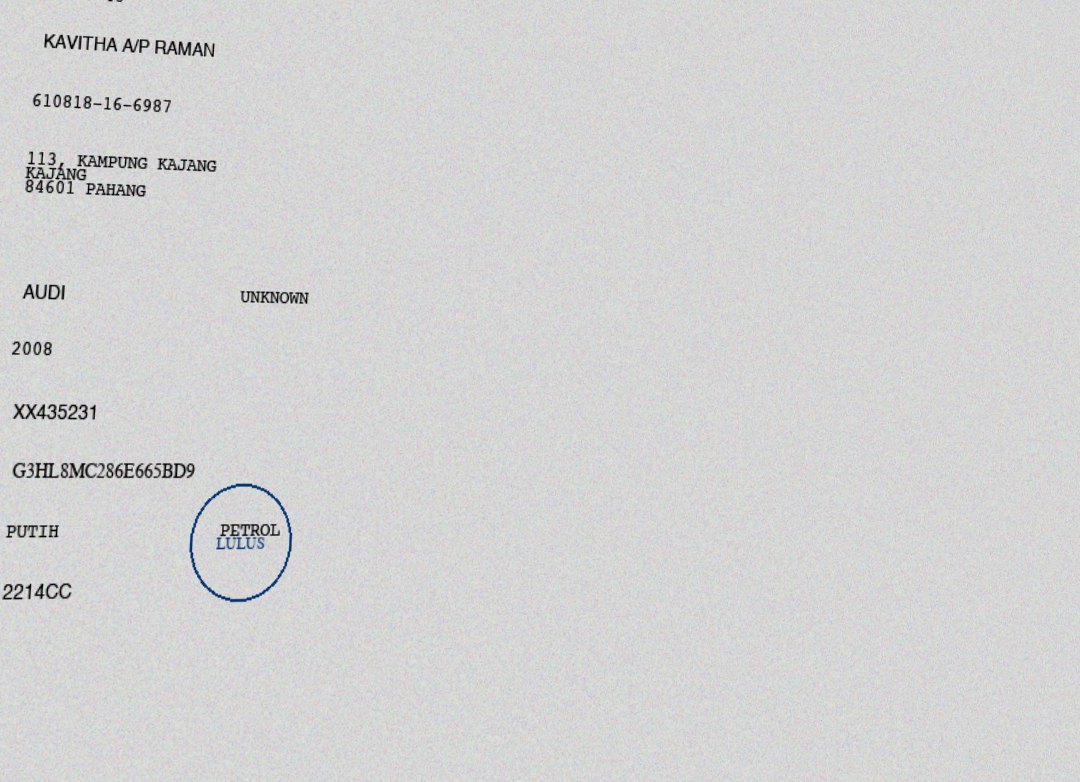 KAVITHA A/P RAMAN
610818-16-6987
113, KAMPUNG KAJANG
KAJANG
84601 PAHANG
AUDI UNKNOWN
2008
XX435231
G3HL8MC286E665BD9
PUTIH PETROL
LULUS
2214CC